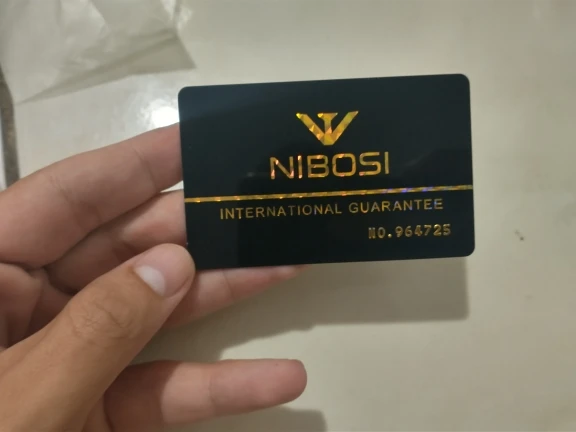 NIBOSI
INTERNATIONAL GUARANTEE
NO.964725